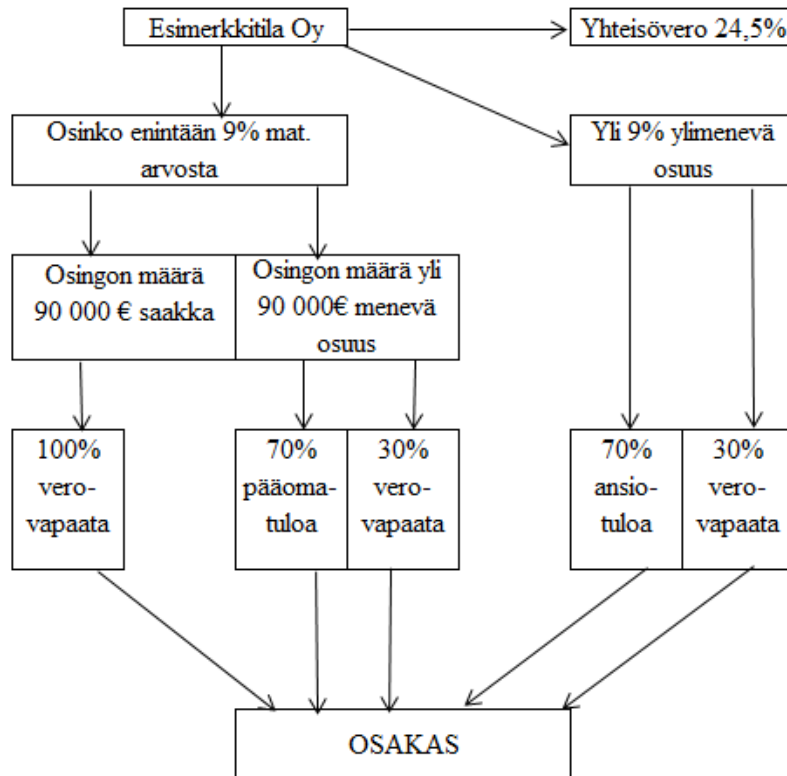 Esimerkkitila Oy
Yhteisövero 24,5%
Osinko enintään 9% mat.
arvosta
Yli 9% ylimenevä
osuus
Osingon määrä
90 000 € saakka
Osingon määrä yli
90 000€ menevä
osuus
100%
vero-
vapaata
70%
pääoma-
tuloa
30%
vero-
vapaata
70%
ansio-
tuloa
30%
vero-
vapaata
OSAKAS